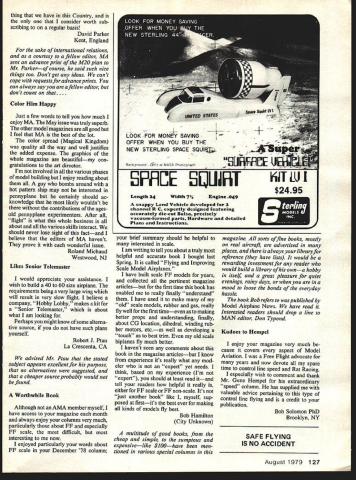 thing that we have in this Country, and is
the only one that I consider worth sub-
scribing to on a regular basis!
David Parker
Kent, England
For the sake of international relations,
and as a courtesy to a fellow editor, MA
sent an advance print of the M20 plan to
Mr. Parker—of course, he said such nice
things too. Don't get any ideas. We can't
cope with requests for advance prints. You
can always say you are a fellow editor, but
don't count on that. . . .
Color Him Happy
Just a few words to tell you how much I
enjoy MA. The May issue was truly superb.
The other model magazines are all good but
I feel that MA is the best of the lot.
The color spread (Magical Kingdom)
was quality all the way and well justifies
the added expense. The graphics of the
whole magazine are beautiful—my con-
gratulations to the art director.
I'm not involved in all the various phases
of model building but I enjoy reading about
them all. A guy who bombs around with a
hot pattern ship may not be interested in
pennyplanes but he certainly should ac-
knowledge that he most likely wouldn't be
there without the contributions of the ager-
old pennyplane experimenters. After all,
"flight" is what this whole business is all
about and all the various skills interact. We
should never lose sight of this fact—and I
believe that the editors of MA haven't.
They prove it with each wonderful issue.
Roland Michaud
Westwood, NJ
Likes Senior Telemaster
I would appreciate your assistance. I
wish to build a 40 to 60 size airplane. The
requirements being a very large wing which
will result in very slow flight. I believe a
company, "Hobby Lobby," makes a kit for
a "Senior Telemaster," which is about
what I am looking for.
Perhaps you might know of some alterna-
tive source, if you do not have such plans
yourself.
Robert J. Pras
La Crescenta, CA
We advised Mr. Pras that the stated
subject appears excellent for his purpose,
that no alternatives were suggested, and
that a cheaper source probably would not
be found.
A Worthwhile Book
Although not an AMA member myself, I
have access to your magazine each month
and always enjoy your columns very much,
particularly those about FF and especially
FF scale, the most difficult, but most
interesting to me now.
I enjoyed particularly your words about
FF scale in your December '78 column;
LOOK FOR MONEY SAVING
OFFER WHEN YOU BUY THE
NEW STERLING 44"
UNITED STATES
LOOK FOR MONEY SAVING
OFFER WHEN YOU BUY THE
NEW STERLING SPACE SQUIRT
A Super
"SURFACE VEHICLE"
SPACE SQUIRT
KIT W 1
$24.95
Length 24 Width 7½ Engine .049
A snappy Land Vehicle developed for 2
channel R C, expertly designed featuring
accurately die-cut Balsa, precisely
vacuum-formed parts, Hardware and detailed
Plans and Instructions.
Sterling
MODELS
INC.
your brief summary should be helpful to
many interested in scale.
I am writing to tell you about a truly most
helpful and accurate book I bought last
Spring. It is called "Flying and Improving
Scale Model Airplanes."
I have built scale FF models for years,
and collected all the pertinent magazine
articles—but for the first time this book has
enabled me to really finally "understand"
them. I have used it to make many of my
"old" scale models, rubber and gas, really
fly well for the first time—even as to making
better props and understanding, finally,
about CG location, dihedral, winding rub-
ber motors, etc.—as well as developing a
"touch" as to best trim. Even my old scale
biplanes fly much better.
I haven't seen any comments about this
book in the magazine articles—but I know
from experience it's really what any mod-
eler who is not an "expert" yet needs. I
think, based on my experience (I'm not
"expert"), you should at least read it—and
tell your readers how helpful it really is,
either for FF scale or FF non-scale. It's not
"just another book" like I, myself, sup-
posed at first—it's the best ever for making
all kinds of models fly best.
Bob Hamilton
(City Unknown)
A multitude of good books, from the
cheap and simple, to the sumptous and
expensive—like $100—have been men-
tioned in various special columns in this
magazine. All sorts of fine books, mostly
on real aircraft, are advertised in many
places, and there is always your library for
reference (they have lists). It would be a
rewarding investment for any reader who
would build a library of his own—a hobby
in itself, and a great pleasure for quiet
evenings, rainy days, or when you are in a
mood to leave the bonds of the everyday
world.
The book Bob refers to was published by
Model Airplane News. We have read it.
Interested readers should drop a line to
MAN editor, Don Typond.
Kudoes to Hempel
I enjoy your magazine very much be-
cause it covers every aspect of Model
Aviation. I was a Free Flight advocate for
many years and now devote all my spare
time to control line speed and Rat Racing.
I especially wish to comment and thank
Mr. Gene Hempel for his extraordinary
"speed" column. He has supplied me with
valuable advice pertaining to this type of
control line flying and is a credit to your
publication.
Bob Solomon PhD
Brooklyn, NY
SAFE FLYING
IS NO ACCIDENT
August 1979 127